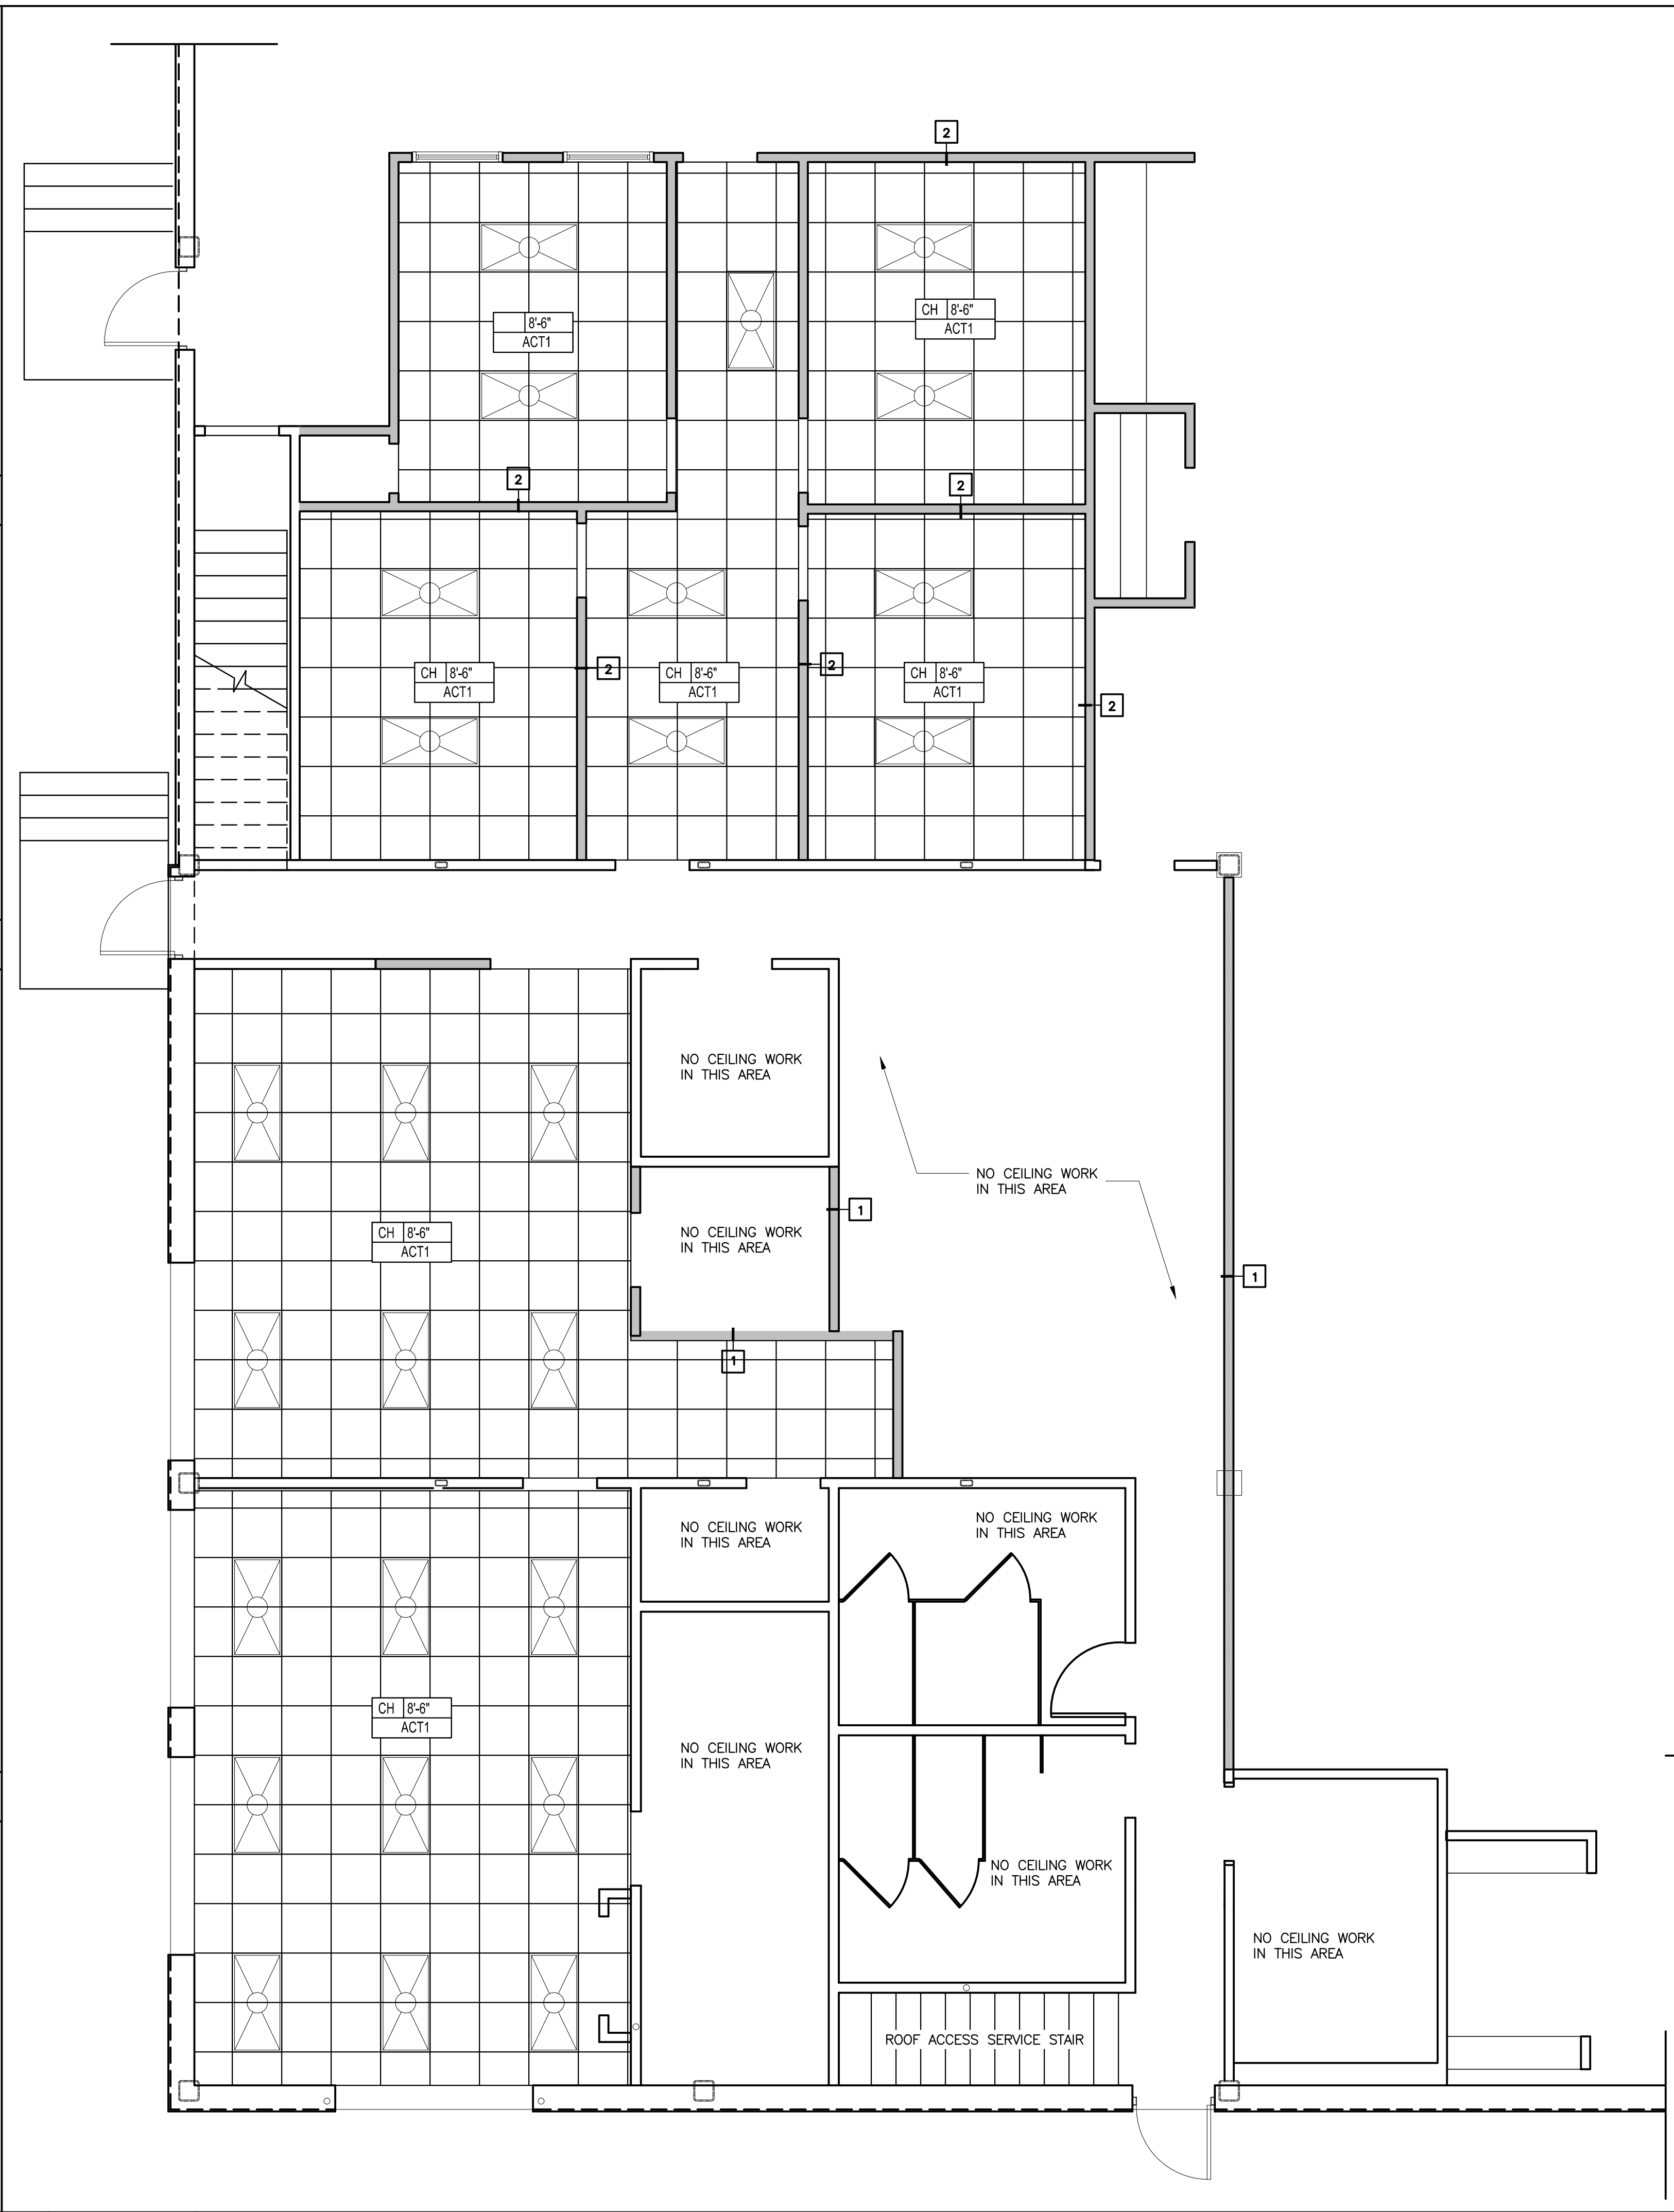 2
8'-6"
ACT1
CH 8'-6"
ACT1
2
2
CH 8'-6"
ACT1
2
CH 8'-6"
ACT1
2
CH 8'-6"
ACT1
2
NO CEILING WORK
IN THIS AREA
NO CEILING WORK
IN THIS AREA
CH 8'-6"
ACT1
NO CEILING WORK
IN THIS AREA
1
1
1
NO CEILING WORK
IN THIS AREA
NO CEILING WORK
IN THIS AREA
CH 8'-6"
ACT1
NO CEILING WORK
IN THIS AREA
NO CEILING WORK
IN THIS AREA
NO CEILING WORK
IN THIS AREA
ROOF ACCESS SERVICE STAIR